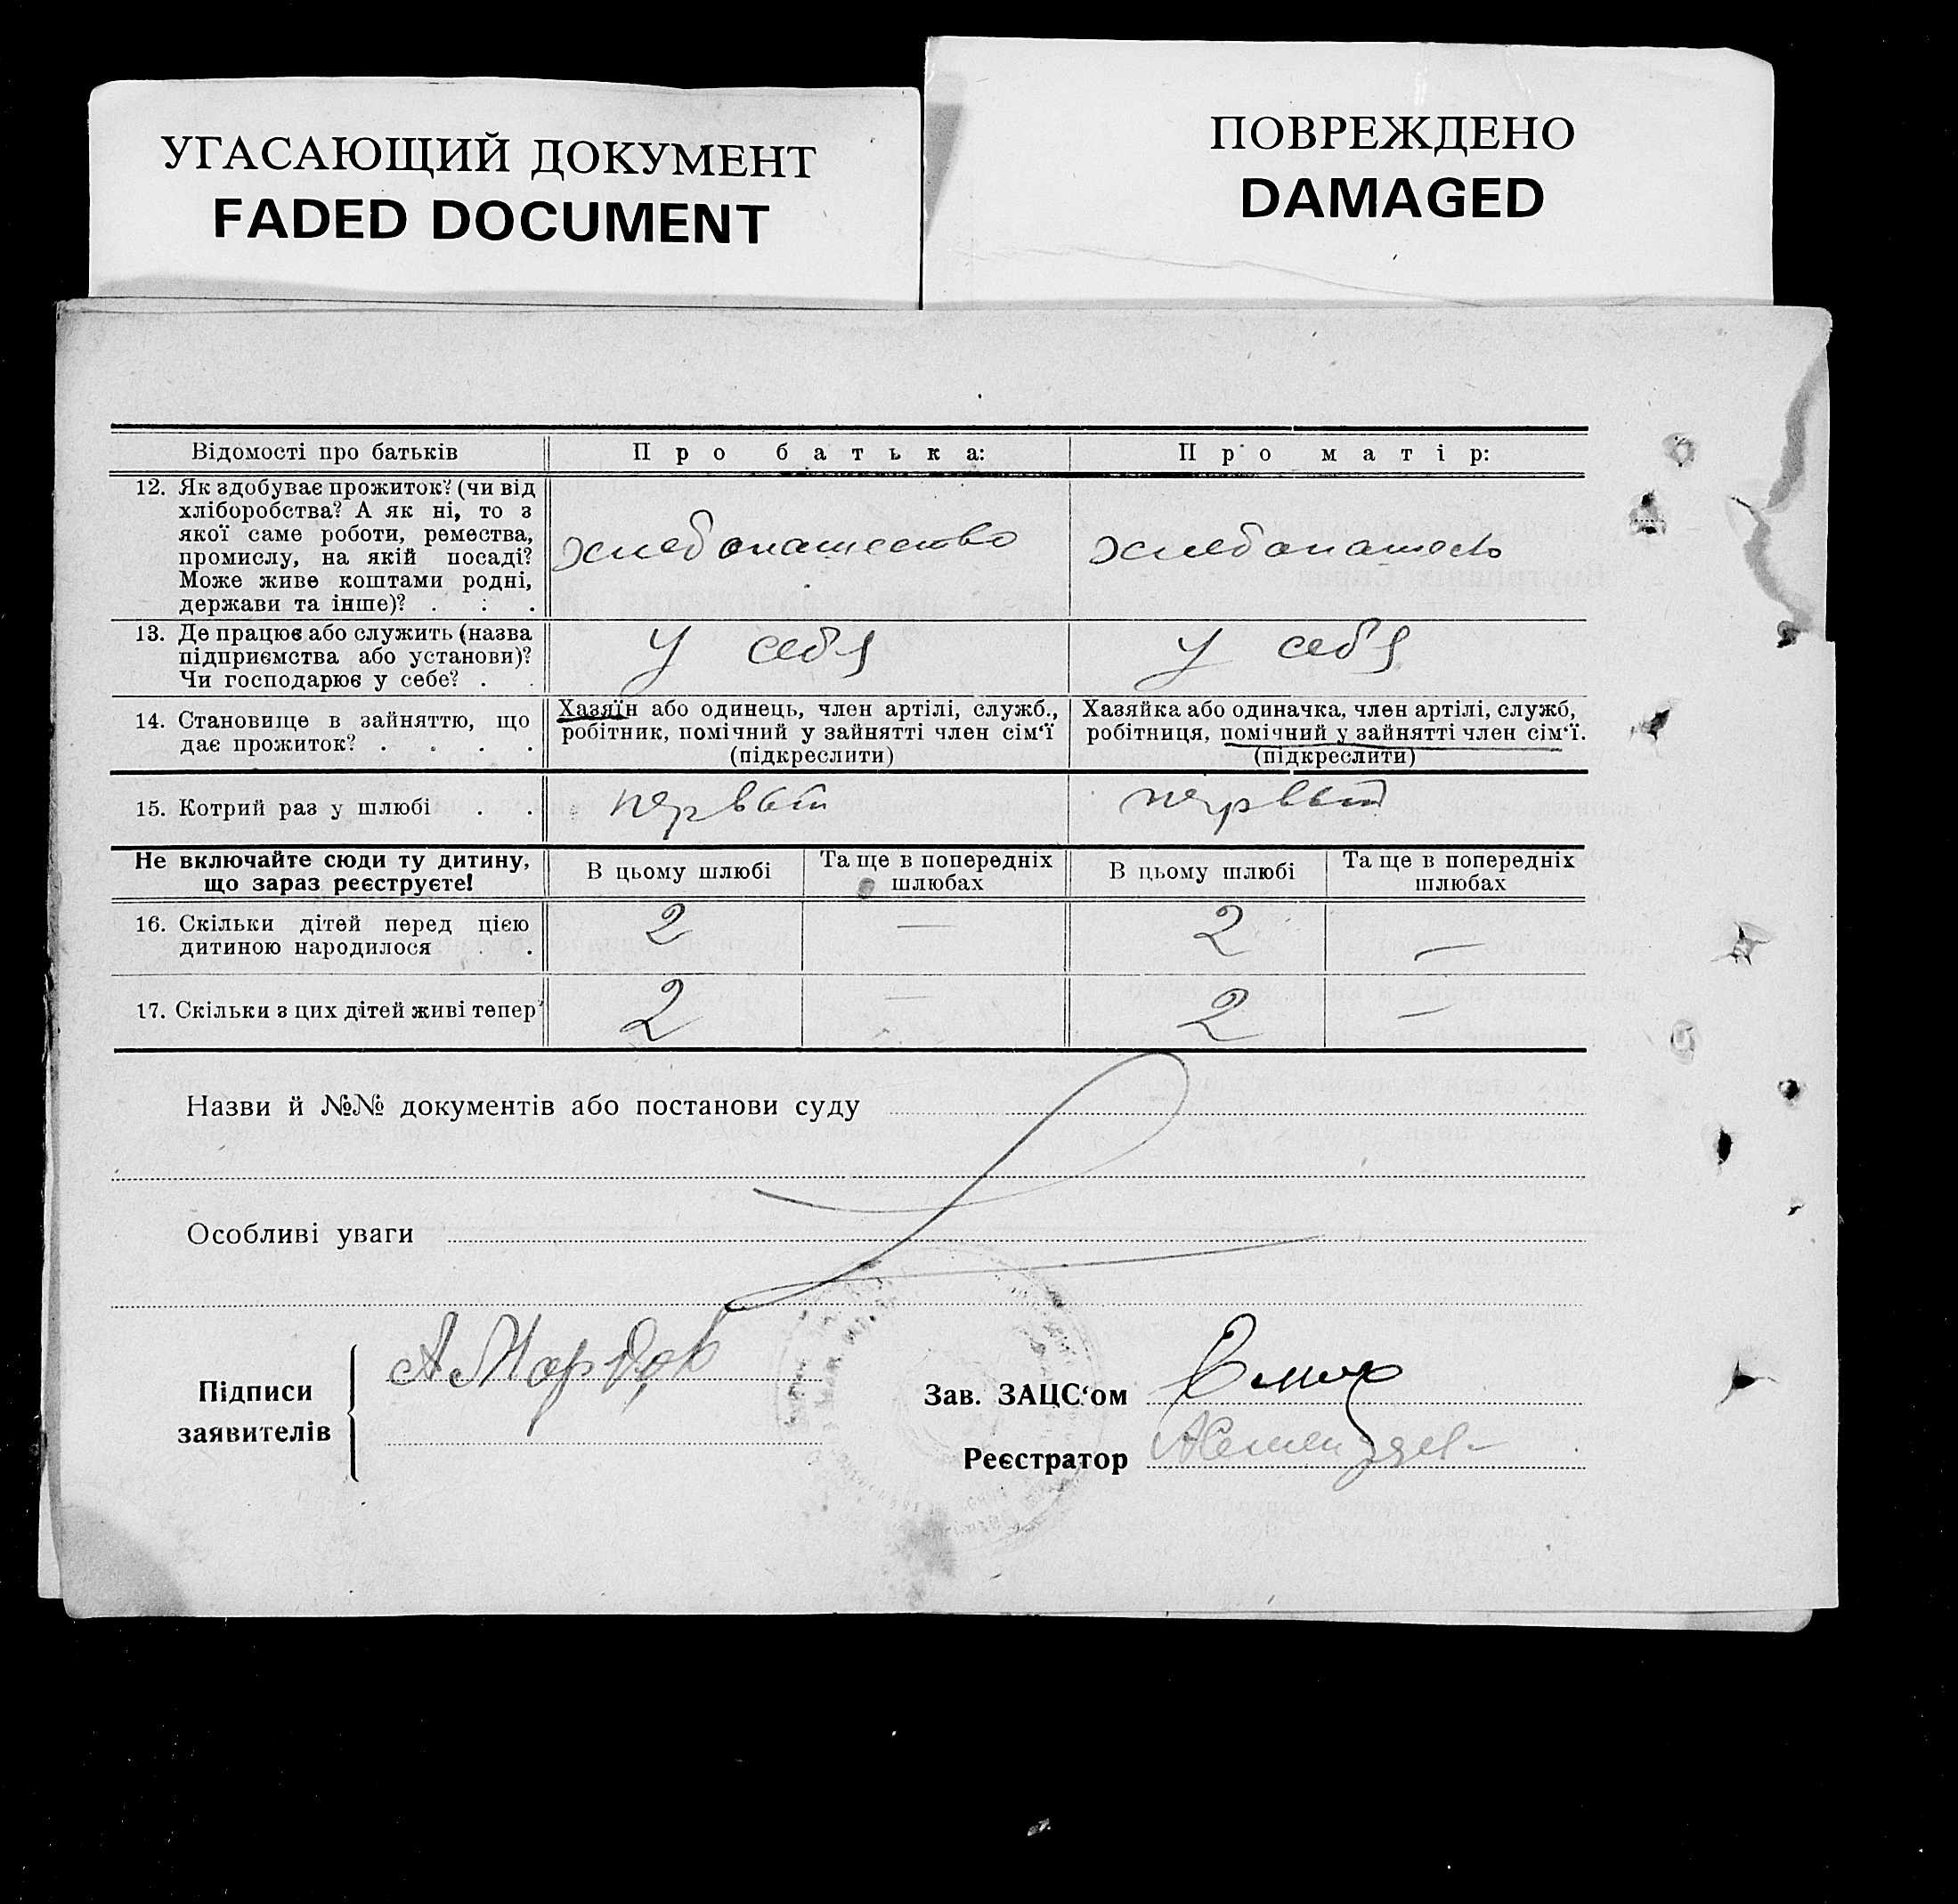 УГАСАЮЩИЙ ДОКУМЕНТ
FADED DOCUMENT
ПОВРЕЖДЕНО
DAMAGED
Відомості про батьків
Про батька:
Про матір:
12. Як здобуває прожиток? (чи від
хліборобства? А як ні, то з
якої саме роботи, ремества,
промислу, на якій посаді?
Може живе коштами родні,
держави та інше)? . : .
хлебопашество
хлебопашесть
13. Де працює або служить (назва
підприємства або установи)?
Чи господарює у себе? . .
у себя
у себя
14. Становище в зайняттю, що
дає прожиток? . . . .
Хазяїн або одинець, член артілі, служб.,
робітник, помічний у зайнятті член сім‘ї
(підкреслити)
Хазяйка або одиначка, член артілі, служб,
робітниця, помічний у зайнятті член сім‘ї.
(підкреслити)
15. Котрий раз у шлюбі . .
первый
первый
Не включайте сюди ту дитину,
що зараз реєструєте!
В цьому шлюбі
Та ще в попередніх
шлюбах
В цьому шлюбі
Та ще в попередніх
шлюбах
16. Скільки дітей перед цією
дитиною народилося . .
2
—
2
—
17. Скільки з цих дітей живі тепер?
2
—
2
—
Назви й №№ документів або постанови суду
Особливі уваги
Підписи
заявителів
А.
Зав. ЗАЦС‘ом
Реєстратор